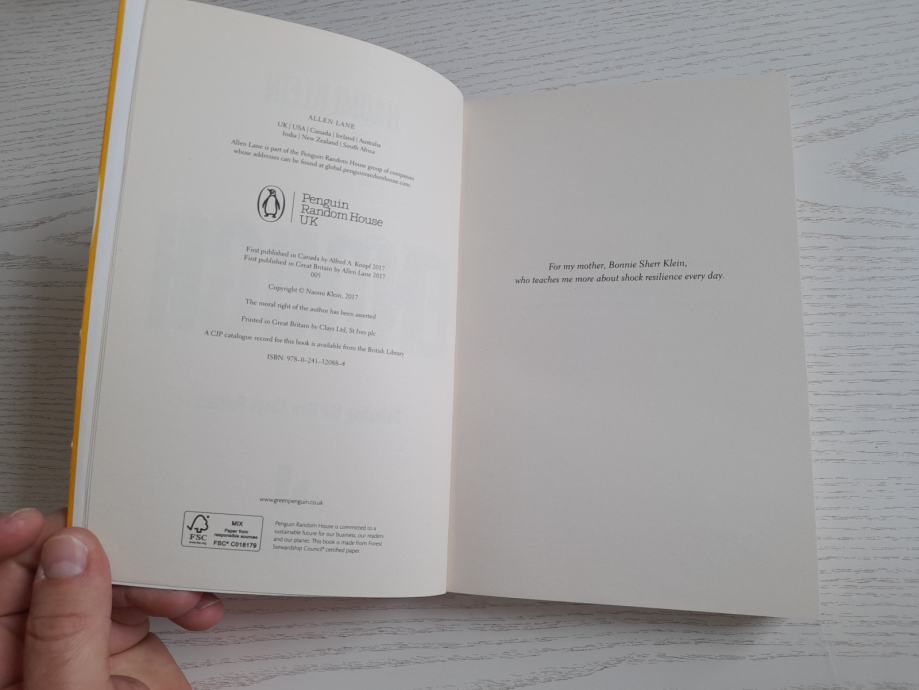 ALLEN LANE
UK | USA | Canada | Ireland | Australia
India | New Zealand | South Africa
Allen Lane is part of the Penguin Random House group of companies
whose addresses can be found at global.penguinrandomhouse.com.
Penguin
Random House
UK
First published in Canada by Alfred A. Knopf 2017
First published in Great Britain by Allen Lane 2017
005
Copyright © Naomi Klein, 2017
The moral right of the author has been asserted
Printed in Great Britain by Clays Ltd, St Ives plc
A CIP catalogue record for this book is available from the British Library
ISBN: 978–0–241–32088–4
www.greenpenguin.co.uk
FSC
MIX
Paper from
responsible sources
FSC® C018179
Penguin Random House is committed to a
sustainable future for our business, our readers
and our planet. This book is made from Forest
Stewardship Council® certified paper.
For my mother, Bonnie Sherr Klein,
who teaches me more about shock resilience every day.